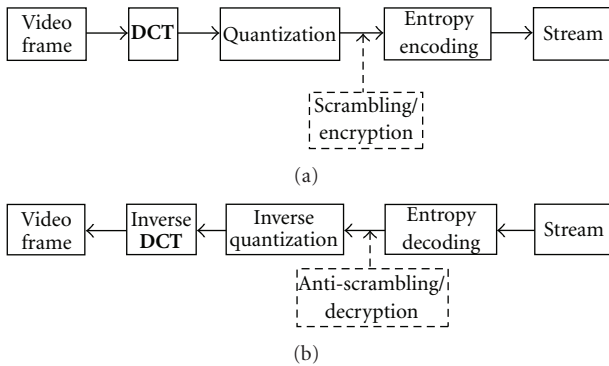 Video
frame
DCT
Quantization
Entropy
encoding
Stream
Scrambling/
encryption
(a)
Video
frame
Inverse
DCT
Inverse
quantization
Entropy
decoding
Stream
Anti-scrambling/
decryption
(b)